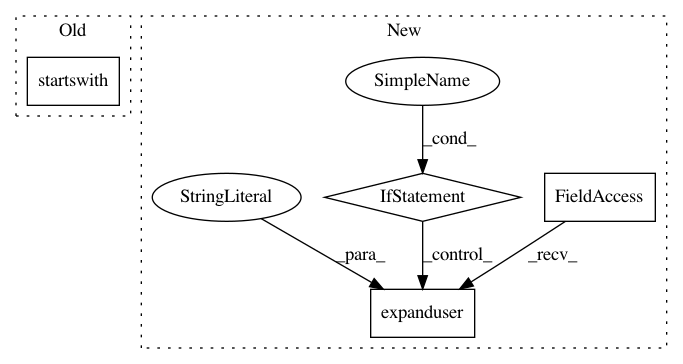 Old
New
startswith
SimpleName
_cond_
StringLiteral
IfStatement
FieldAccess
_para_
_control_
_recv_
expanduser